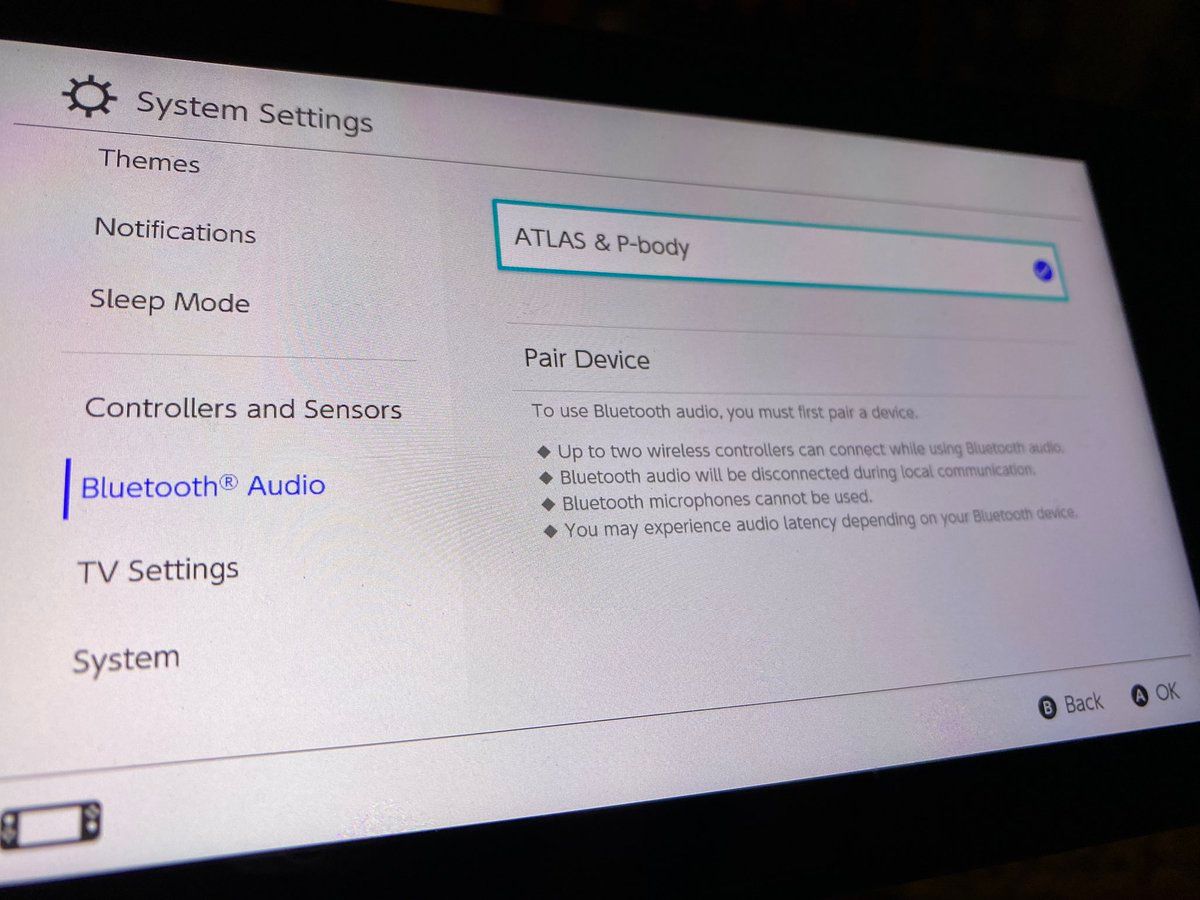 System Settings
Themes
Notifications
Sleep Mode
Controllers and Sensors
Bluetooth® Audio
TV Settings
System
ATLAS & P-body
Pair Device
To use Bluetooth audio, you must first pair a device.
◆ Up to two wireless controllers can connect while using Bluetooth audio.
◆ Bluetooth audio will be disconnected during local communication.
◆ Bluetooth microphones cannot be used.
◆ You may experience audio latency depending on your Bluetooth device.
B Back A OK